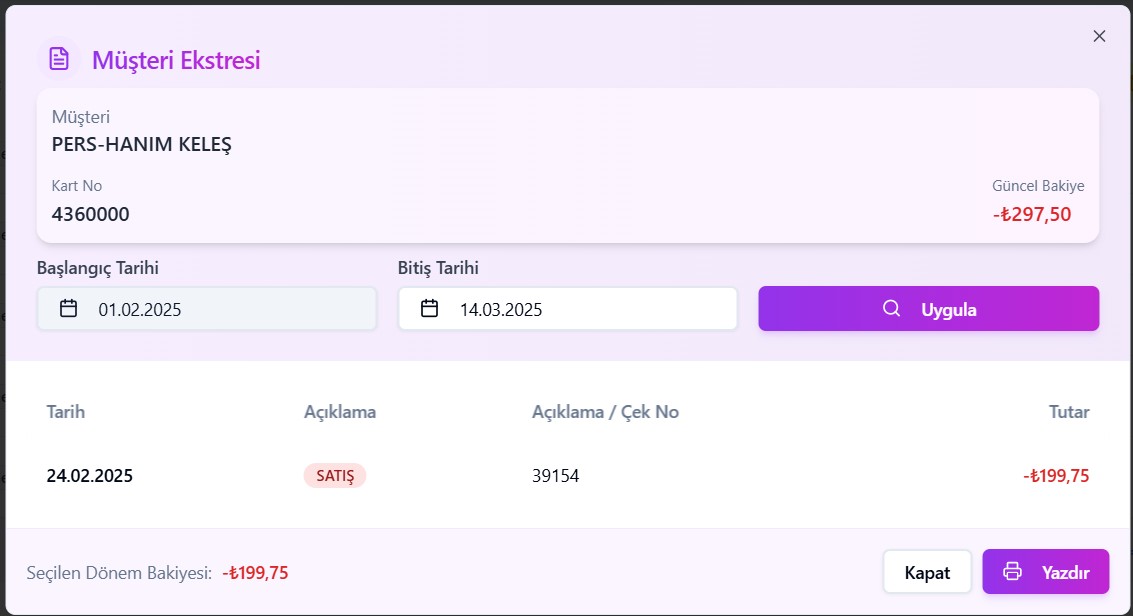 Müşteri Ekstresi
Müşteri
PERS-HANIM KELEŞ
Kart No
4360000
Güncel Bakiye
-₺297,50
Başlangıç Tarihi
01.02.2025
Bitiş Tarihi
14.03.2025
Uygula
Tarih Açıklama Açıklama / Çek No Tutar
24.02.2025 SATIŞ 39154 -₺199,75
Seçilen Dönem Bakiyesi: -₺199,75
Kapat
Yazdır